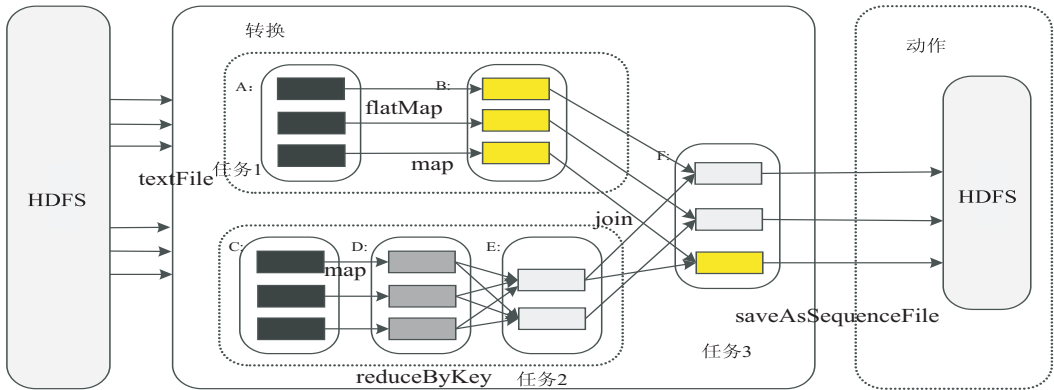 转换
动作
A:
B:
flatMap
map
任务1
textFile
HDFS
F:
HDFS
join
C:
D:
E:
map
saveAsSequenceFile
任务3
reduceByKey
任务2